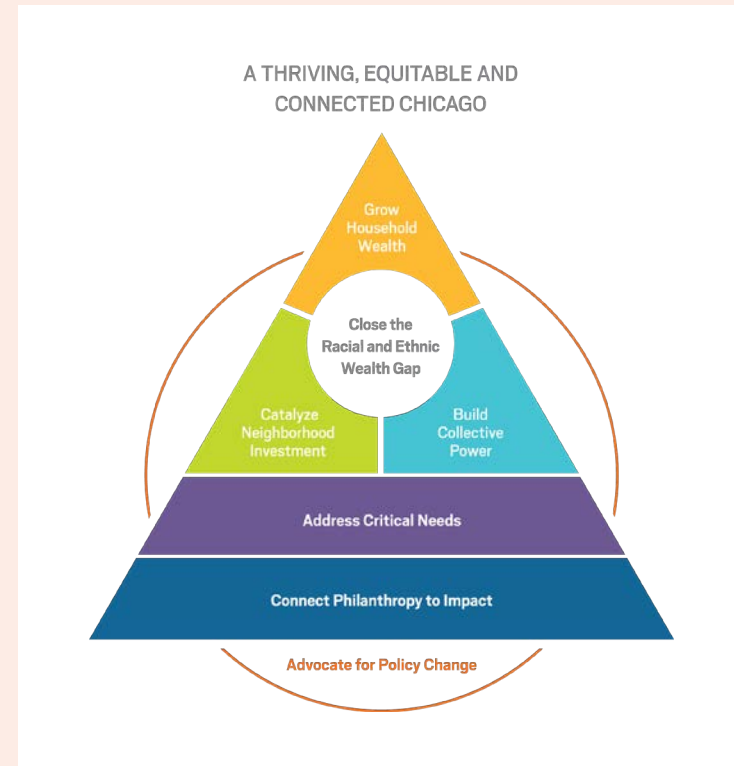 A THRIVING, EQUITABLE AND
CONNECTED CHICAGO
Grow
Household
Wealth
Close the
Racial and Ethnic
Wealth Gap
Catalyze
Neighborhood
Investment
Build
Collective
Power
Address Critical Needs
Connect Philanthropy to Impact
Advocate for Policy Change